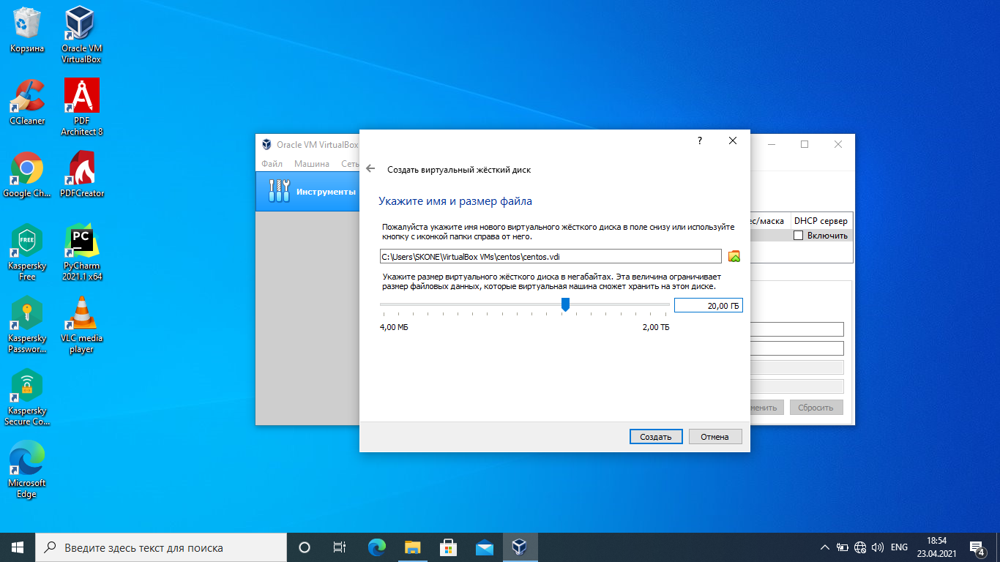 Корзина
Oracle VM
VirtualBox
CCleaner
PDF
Architect 8
Google Ch...
PDFCreator
FREE
Kaspersky
Free
PC
PyCharm
2021.1 x64
Kaspersky
Passwor...
VLC media
player
Kaspersky
Secure Co...
Microsoft
Edge
Oracle VM VirtualBox
Файл Машина Сеть
Инструменты
?
Создать виртуальный жёсткий диск
Укажите имя и размер файла
Пожалуйста укажите имя нового виртуального жёсткого диска в поле снизу или используйте
кнопку с иконкой папки справа от него.
C:\Users\SKONE\VirtualBox VMs\centos\centos.vdi
Укажите размер виртуального жёсткого диска в мегабайтах. Эта величина ограничивает
размер файловых данных, которые виртуальная машина сможет хранить на этом диске.
20,00 ГБ
4,00 МБ 2,00 ТБ
Создать Отмена
ес/маска DHCP сервер
Включить
менить Сбросить
Введите здесь текст для поиска
ENG
18:54
23.04.2021
4